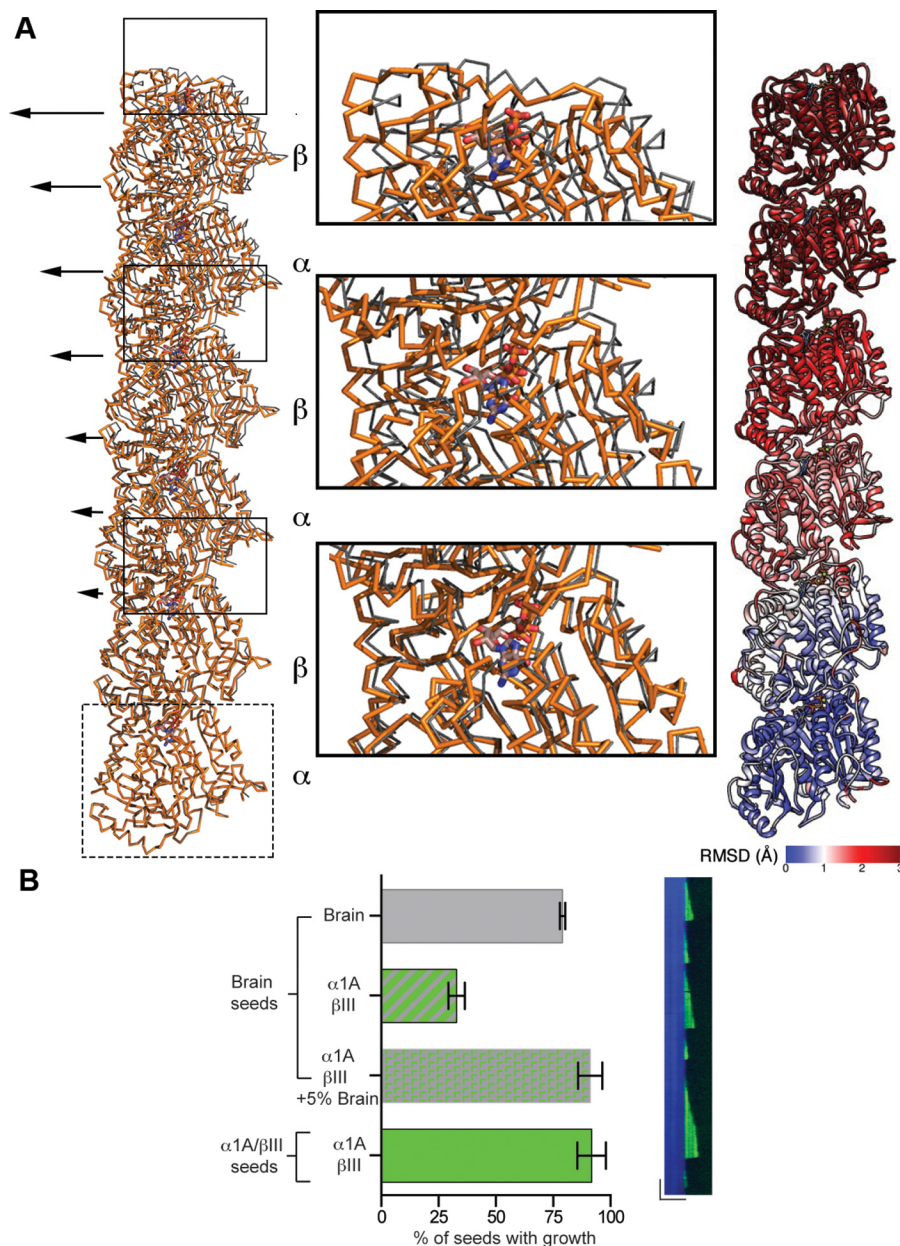 A
β
α
β
α
β
α
RMSD (Å)
0 1 2 3
B
Brain seeds
Brain
α1A
βIII
α1A
βIII
+5% Brain
α1A/βIII
seeds
α1A
βIII
0 25 50 75 100
% of seeds with growth